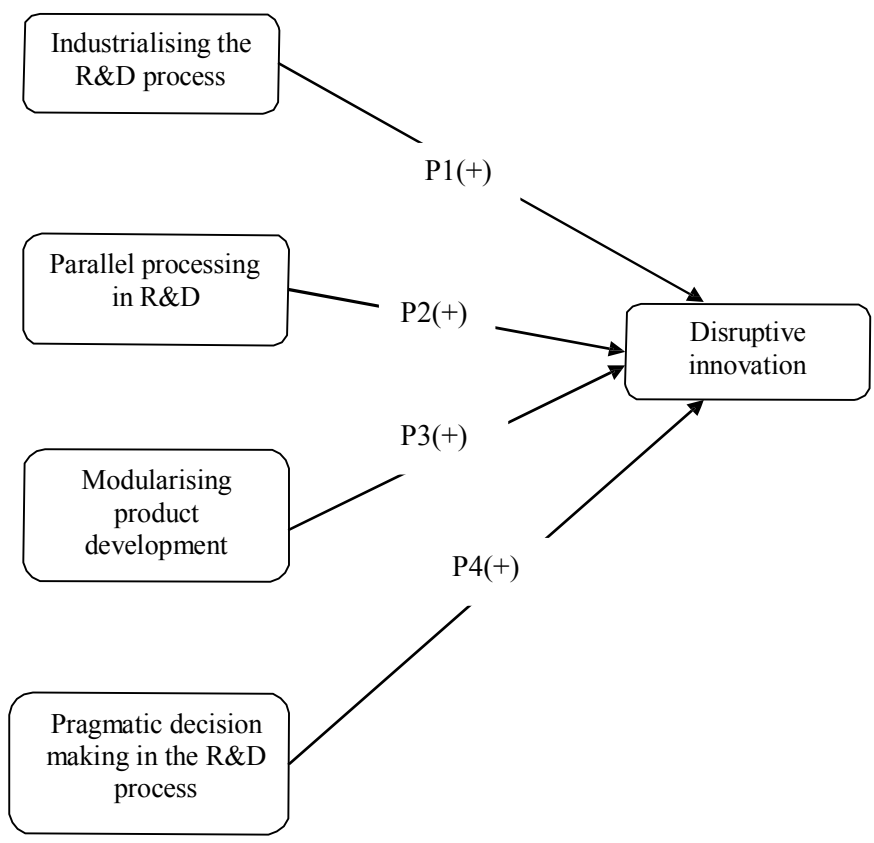 Industrialising the
R&D process
P1(+)
Parallel processing
in R&D
P2(+)
Disruptive
innovation
P3(+)
Modularising
product
development
P4(+)
Pragmatic decision
making in the R&D
process